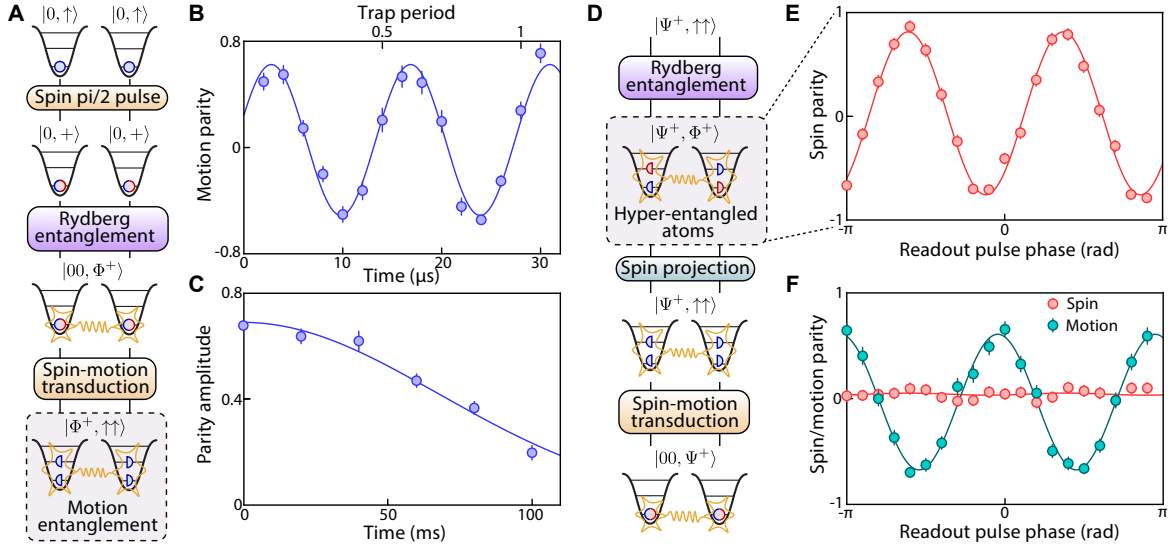 A
|0,↑⟩ |0,↑⟩
Spin pi/2 pulse
|0,+⟩ |0,+⟩
Rydberg
entanglement
|00,Φ⁺⟩
Spin-motion
transduction
|Φ⁺,↑↑⟩
Motion
entanglement
B
Trap period
0.5 1
0.8
0
-0.8
Motion parity
0 10 20 30
Time (μs)
C
0.8
0.4
0
Parity amplitude
0 50 100
Time (ms)
D
|Ψ⁺,↑↑⟩
Rydberg
entanglement
|Ψ⁺,Φ⁺⟩
Hyper-entangled
atoms
Spin projection
|Ψ⁺,↑↑⟩
Spin-motion
transduction
|00,Ψ⁺⟩
E
1
0
-1
Spin parity
-π 0 π
Readout pulse phase (rad)
F
1
0
-1
Spin/motion parity
Spin
Motion
-π 0 π
Readout pulse phase (rad)